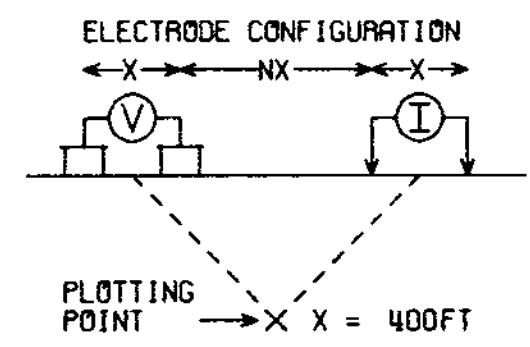 ELECTRODE CONFIGURATION
X NX X
V I
PLOTTING
POINT X X = 400FT